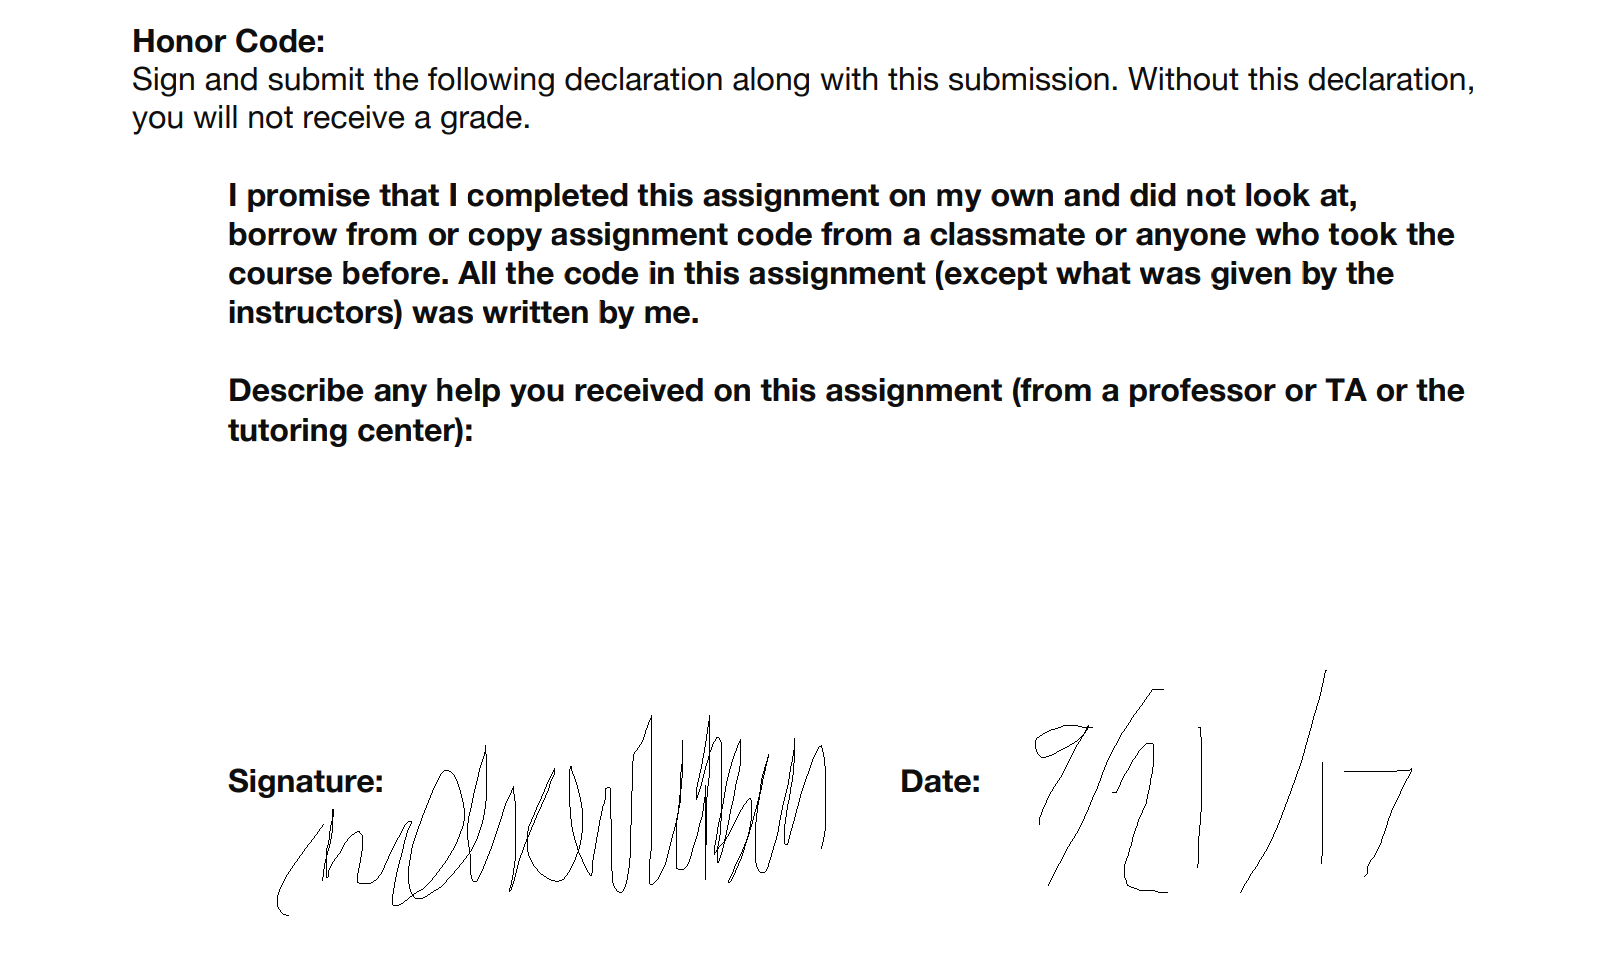 Honor Code:
Sign and submit the following declaration along with this submission. Without this declaration,
you will not receive a grade.
I promise that I completed this assignment on my own and did not look at,
borrow from or copy assignment code from a classmate or anyone who took the
course before. All the code in this assignment (except what was given by the
instructors) was written by me.
Describe any help you received on this assignment (from a professor or TA or the
tutoring center):
Signature:
Date: 9/21/17